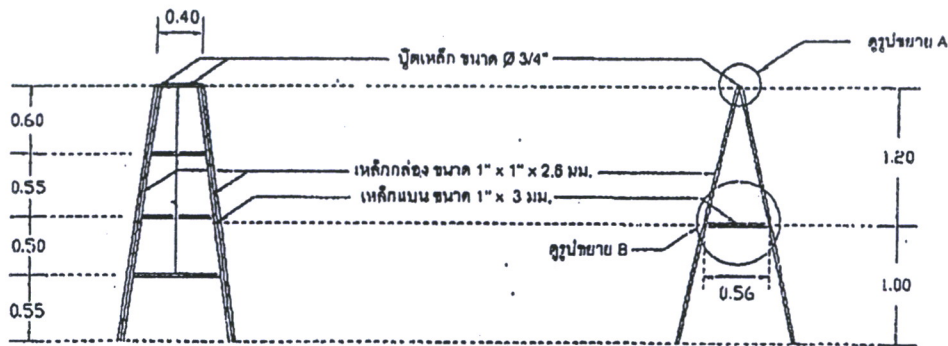 0.40
ปู๊ตเหล็ก ขนาด Ø 3/4"
ดูรูปขยาย A
0.60
0.55
0.50
0.55
เหล็กกล่อง ขนาด 1" x 1" x 2.6 มม.
เหล็กแบน ขนาด 1" x 3 มม.
ดูรูปขยาย B
0.56
1.20
1.00